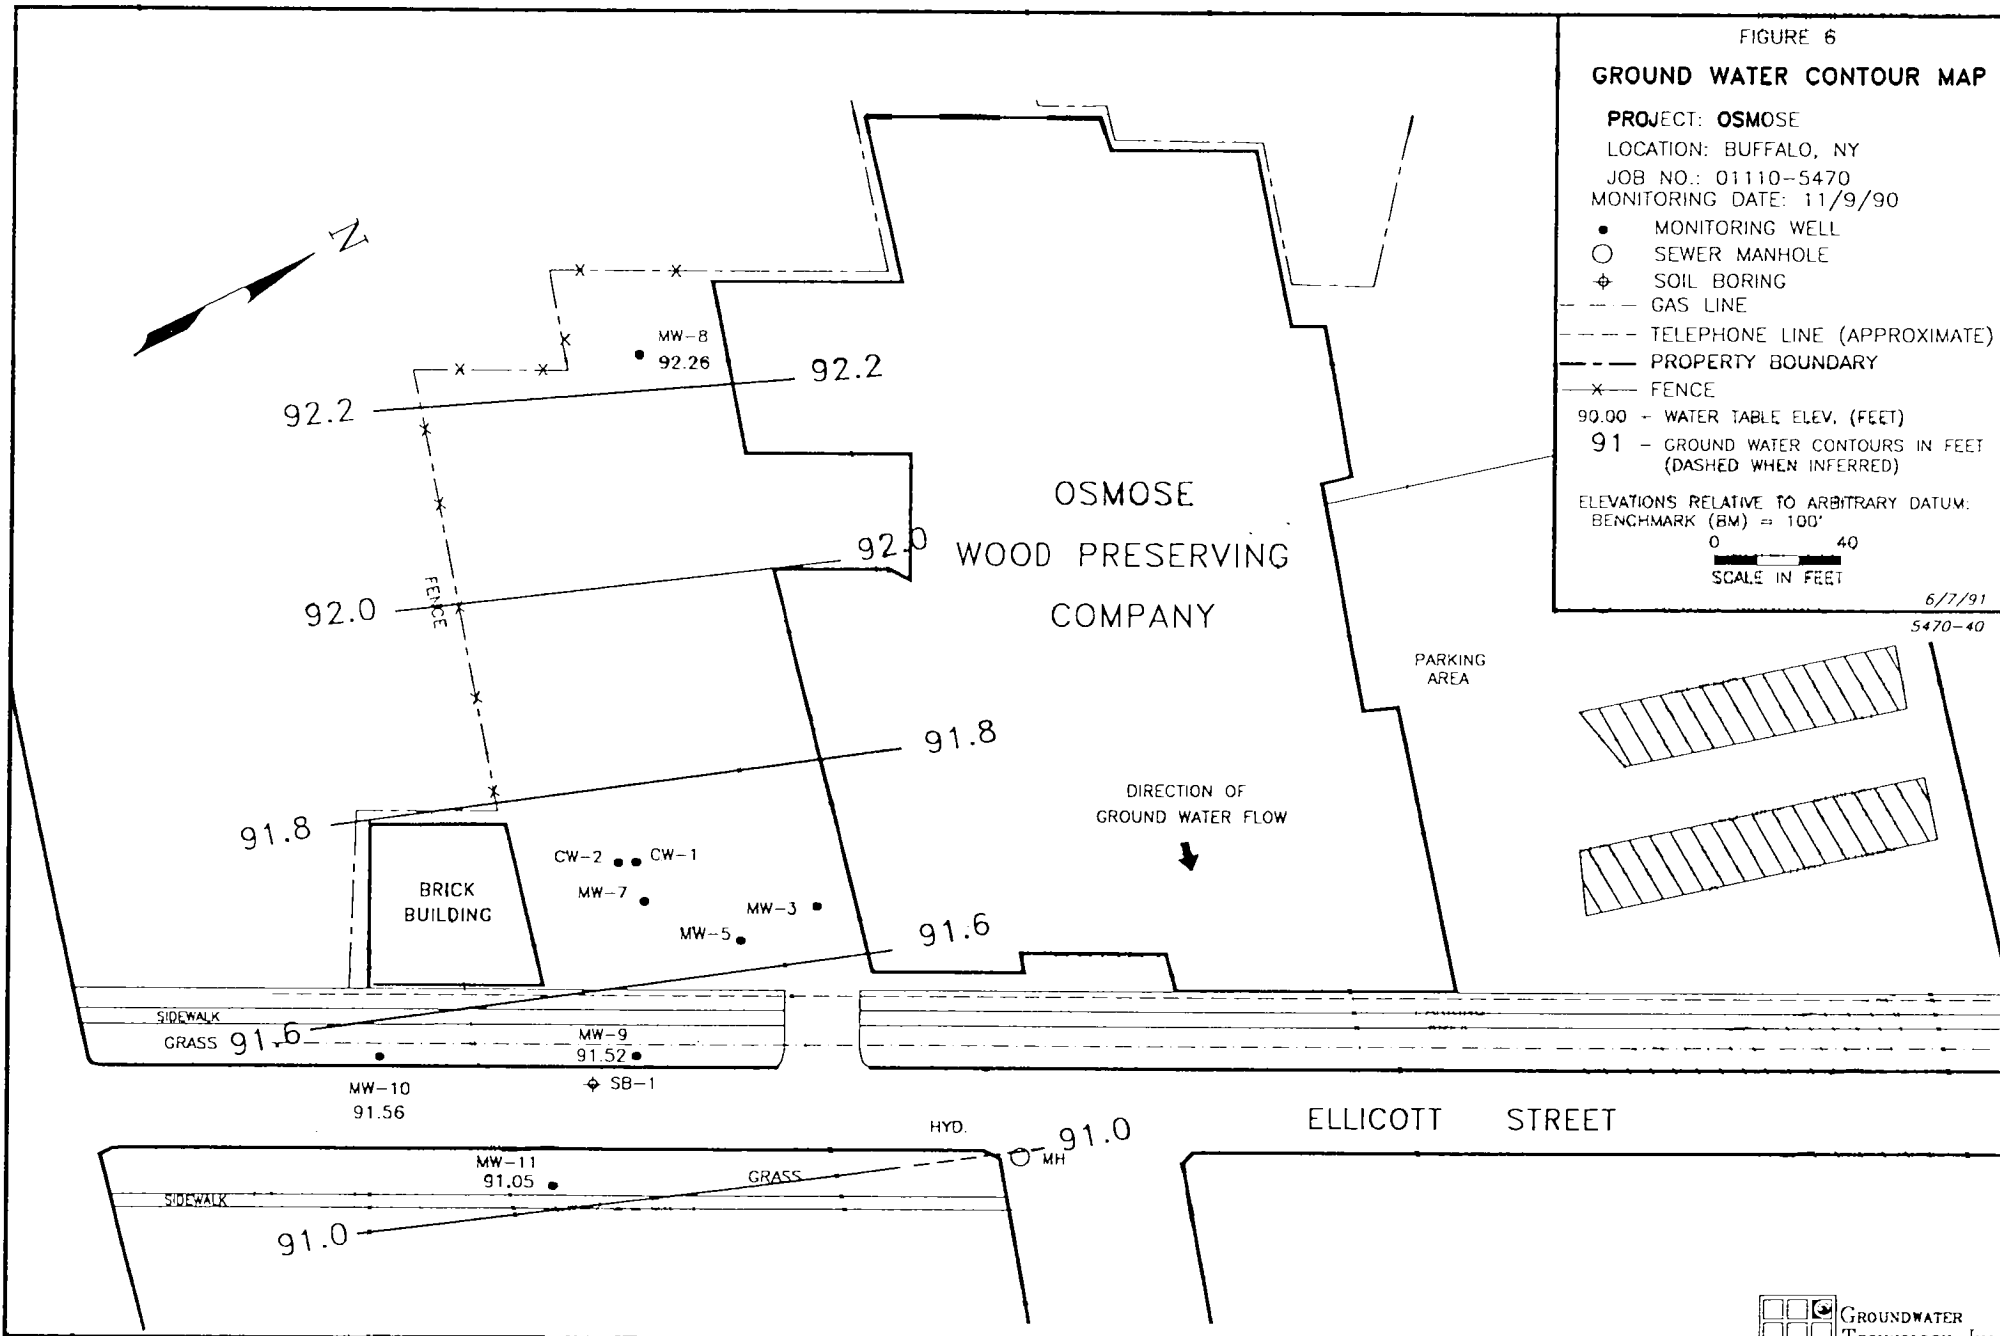 FIGURE 6
GROUND WATER CONTOUR MAP
PROJECT: OSMOSE
LOCATION: BUFFALO, NY
JOB NO.: 01110-5470
MONITORING DATE: 11/9/90
MONITORING WELL
SEWER MANHOLE
SOIL BORING
GAS LINE
TELEPHONE LINE (APPROXIMATE)
PROPERTY BOUNDARY
X FENCE
90.00 - WATER TABLE ELEV. (FEET)
91 - GROUND WATER CONTOURS IN FEET
(DASHED WHEN INFERRED)
ELEVATIONS RELATIVE TO ARBITRARY DATUM:
BENCHMARK (BM) = 100'
0 40
SCALE IN FEET
6/7/91
5470-40
N
MW-8
92.26
92.2
92.2
92.0
92.0
FENCE
OSMOSE
WOOD PRESERVING
COMPANY
PARKING
AREA
91.8
91.8
DIRECTION OF
GROUND WATER FLOW
BRICK
BUILDING
CW-2
CW-1
MW-7
MW-3
MW-5
91.6
SIDEWALK
GRASS
91.6
MW-9
91.52
SB-1
MW-10
91.56
HYD.
ELLICOTT STREET
91.0
MH
MW-11
91.05
GRASS
SIDEWALK
91.0
GROUNDWATER